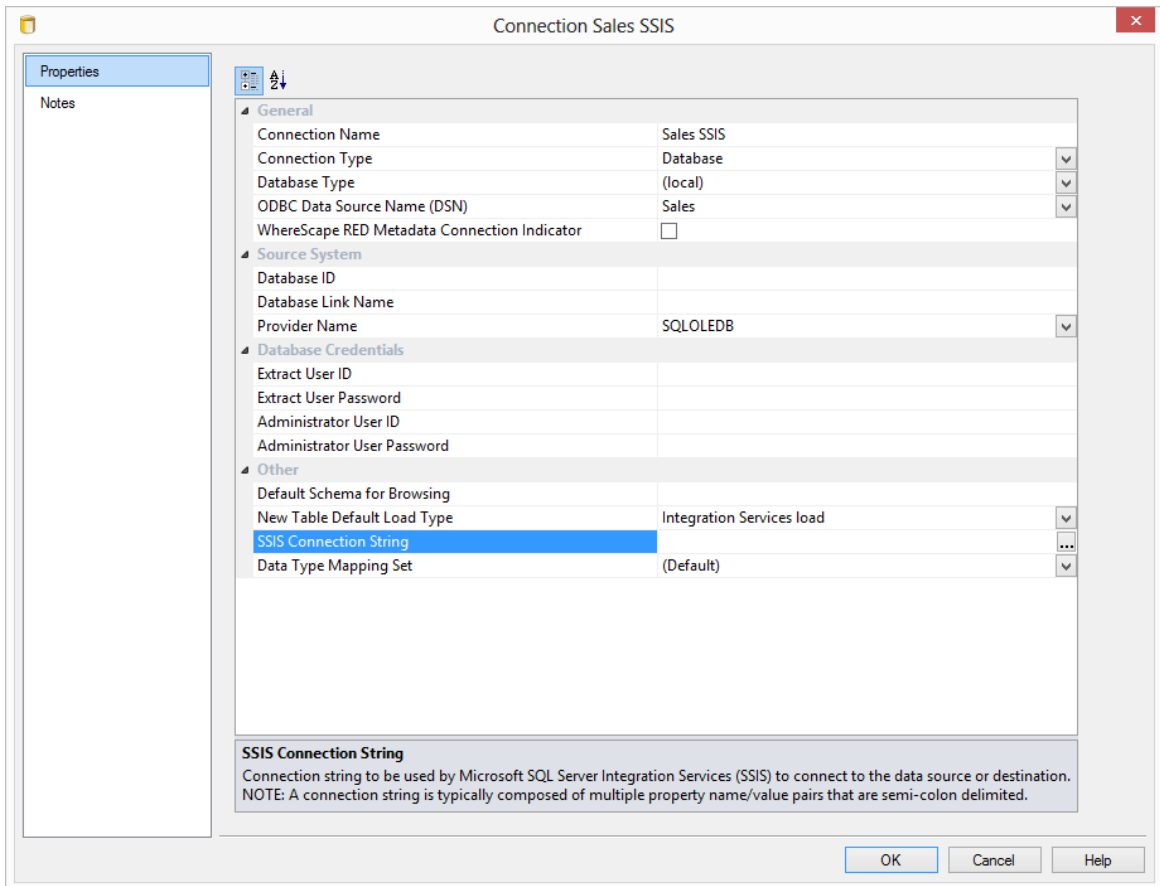 Connection Sales SSIS
Properties
Notes
General
Connection Name Sales SSIS
Connection Type Database
Database Type (local)
ODBC Data Source Name (DSN) Sales
WhereScape RED Metadata Connection Indicator
Source System
Database ID
Database Link Name
Provider Name SQLOLEDB
Database Credentials
Extract User ID
Extract User Password
Administrator User ID
Administrator User Password
Other
Default Schema for Browsing
New Table Default Load Type Integration Services load
SSIS Connection String ...
Data Type Mapping Set (Default)
SSIS Connection String
Connection string to be used by Microsoft SQL Server Integration Services (SSIS) to connect to the data source or destination.
NOTE: A connection string is typically composed of multiple property name/value pairs that are semi-colon delimited.
OK Cancel Help